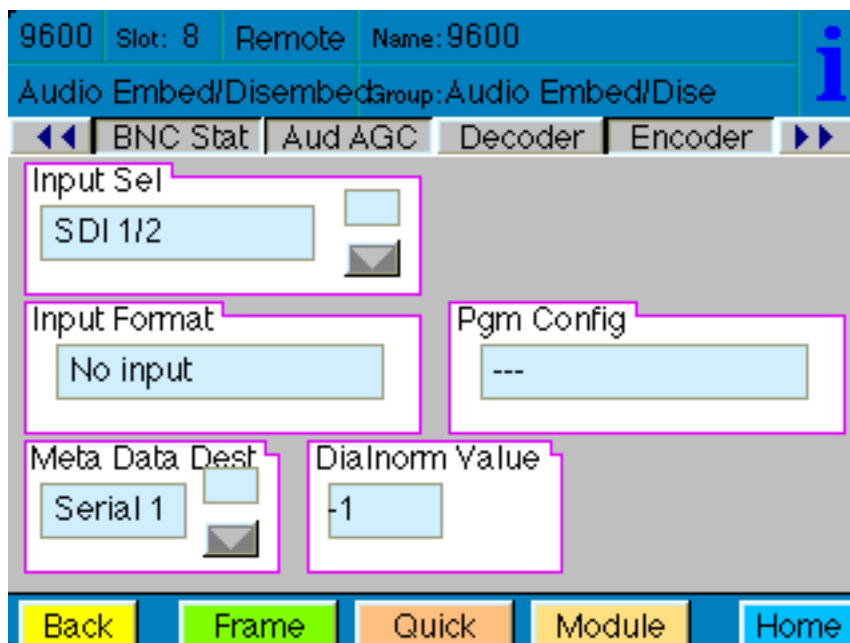 9600 Slot: 8 Remote Name: 9600
Audio Embed/Disembed Group: Audio Embed/Dise
i
BNC Stat Aud AGC Decoder Encoder
Input Sel
SDI 1/2
Input Format Pgm Config
No input ---
Meta Data Dest Dialnorm Value
Serial 1 -1
Back Frame Quick Module Home